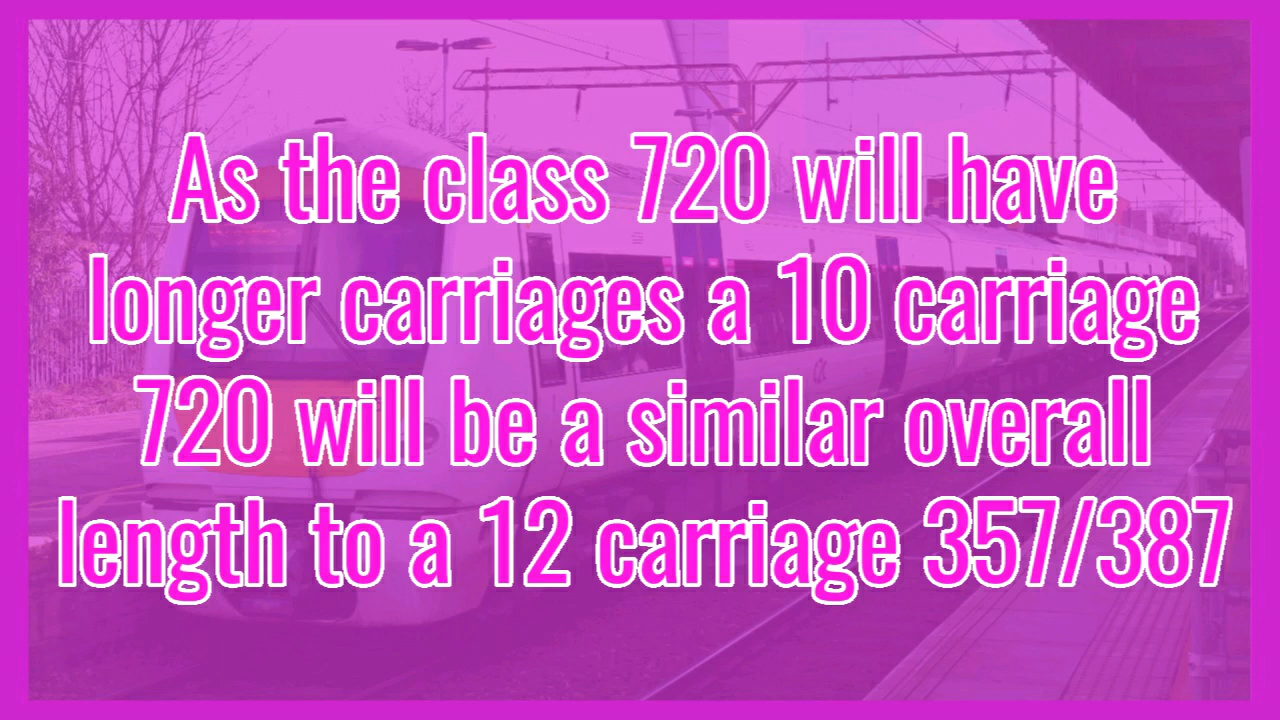 As the class 720 will have
longer carriages a 10 carriage
720 will be a similar overall
length to a 12 carriage 357/387
c2c